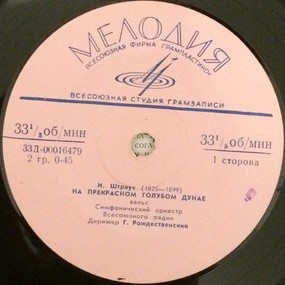 МЕЛОДИЯ
ВСЕСОЮЗНАЯ ФИРМА ГРАМПЛАСТИНОК
ВСЕСОЮЗНАЯ СТУДИЯ ГРАМЗАПИСИ
33⅓ об/мин
33⅓ об/мин
33Д-00016479
2 гр. 0-45
1 сторона
И. Штраус (1825—1899)
НА ПРЕКРАСНОМ ГОЛУБОМ ДУНАЕ
вальс
Симфонический оркестр
Всесоюзного радио
Дирижер Г. Рождественский